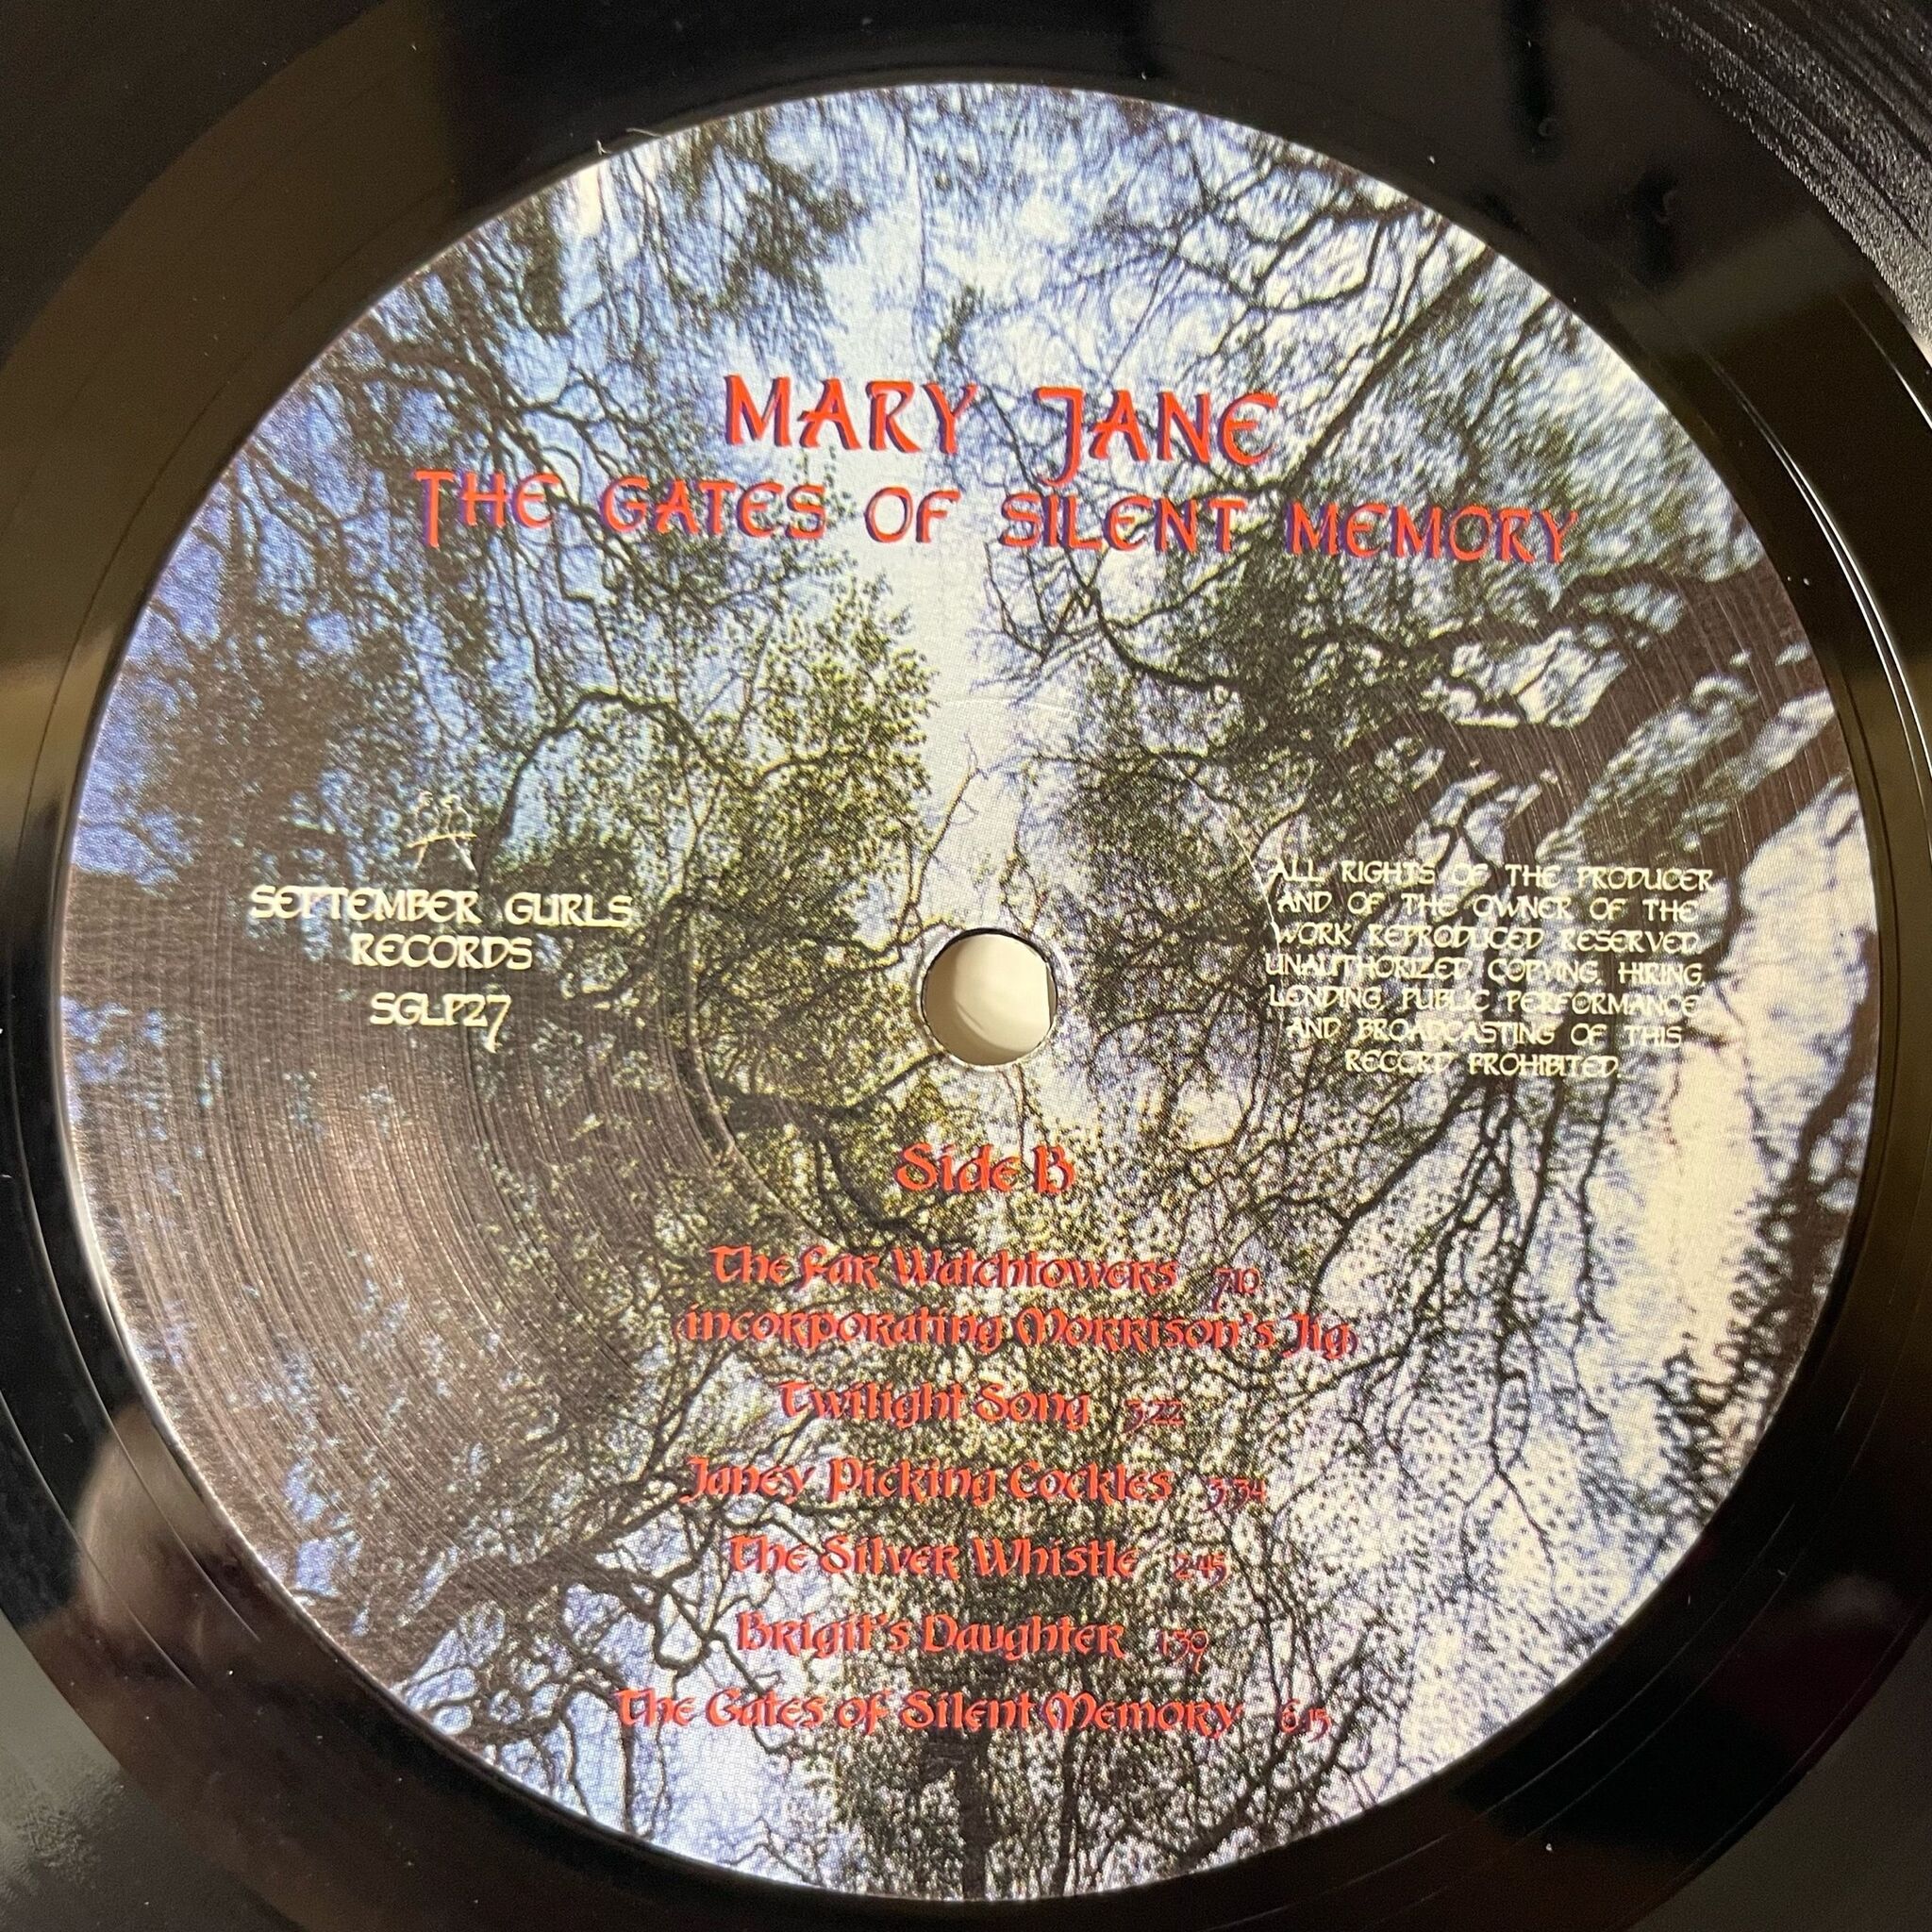 MARY JANE
THE GATES OF SILENT MEMORY
SEPTEMBER GURLS
RECORDS
SGLP27
ALL RIGHTS OF THE PRODUCER
AND OF THE OWNER OF THE
WORK REPRODUCED RESERVED.
UNAUTHORIZED COPYING, HIRING,
LENDING, PUBLIC PERFORMANCE
AND BROADCASTING OF THIS
RECORD PROHIBITED.
Side B
The Far Watchtowers 7:10
(incorporating Morrison's Jig)
Twilight Song 3:22
Janey Picking Cockles 3:34
The Silver Whistle 2:45
Brigit's Daughter 1:39
The Gates of Silent Memory 6:15